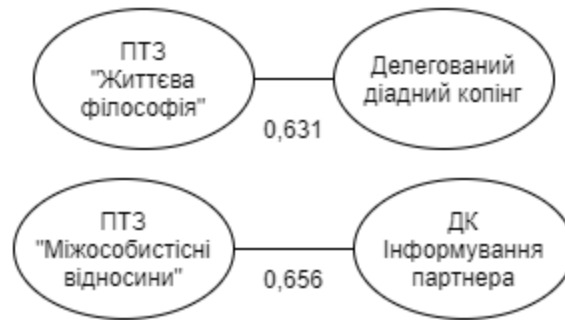 ПТЗ
"Життєва
філософія"
Делегований
діадний копінг
0,631
ПТЗ
"Міжособистісні
відносини"
ДК
Інформування
партнера
0,656